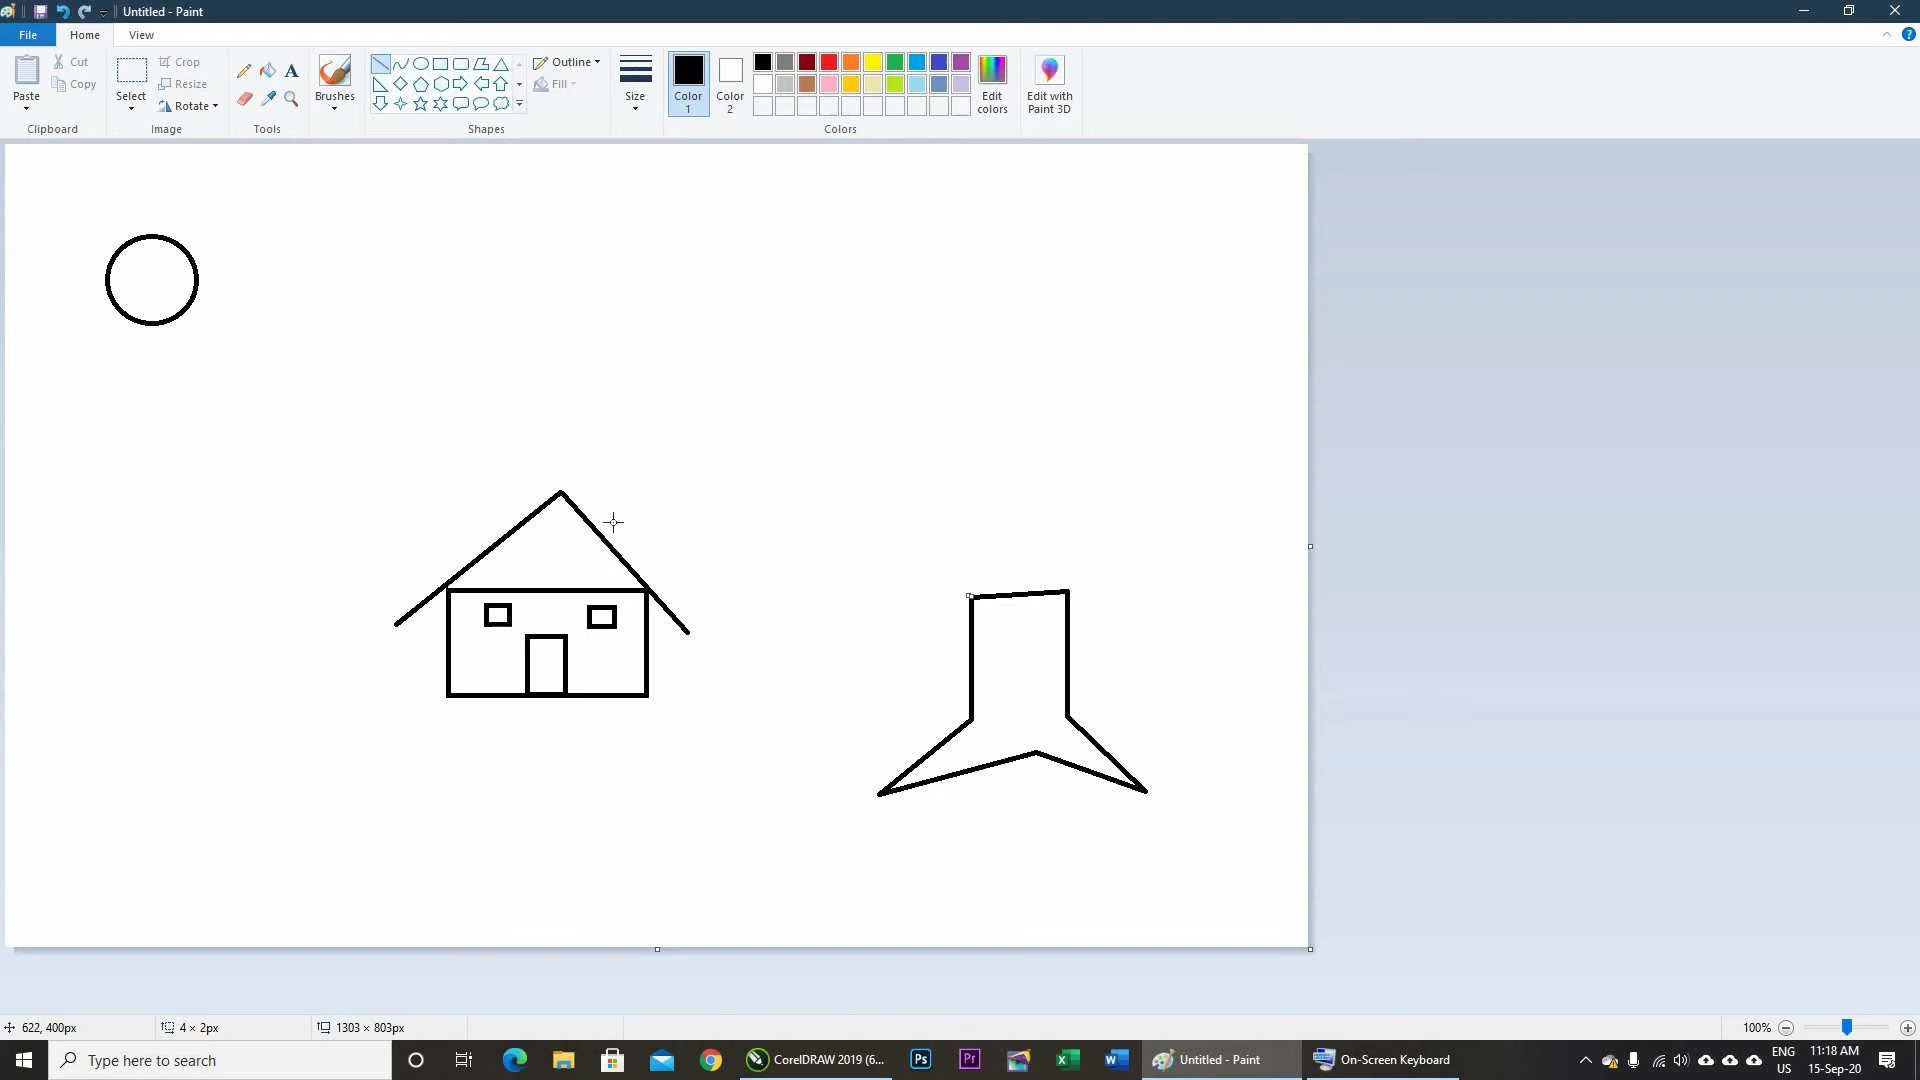 Untitled - Paint
File
Home
View
Paste
Cut
Copy
Clipboard
Select
Crop
Resize
Rotate
Image
A
Tools
Brushes
Shapes
Outline
Fill
Size
Color 1
Color 2
Colors
Edit colors
Edit with Paint 3D
622, 400px
4 × 2px
1303 × 803px
100%
Type here to search
CorelDRAW 2019 (6...
Ps
Pr
Untitled - Paint
On-Screen Keyboard
ENG
US
11:18 AM
15-Sep-20